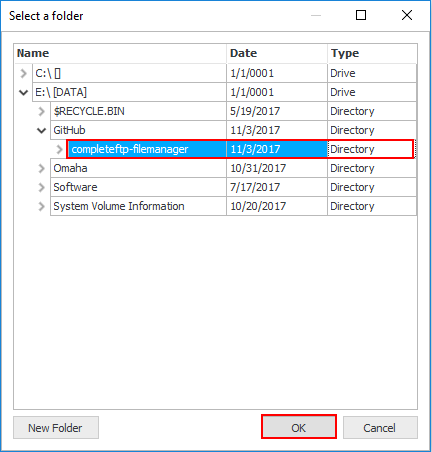 Select a folder
Name Date Type
C:\ [] 1/1/0001 Drive
E:\ [DATA] 1/1/0001 Drive
$RECYCLE.BIN 5/19/2017 Directory
GitHub 11/3/2017 Directory
completeftp-filemanager 11/3/2017 Directory
Omaha 10/31/2017 Directory
Software 7/17/2017 Directory
System Volume Information 10/20/2017 Directory
New Folder OK Cancel